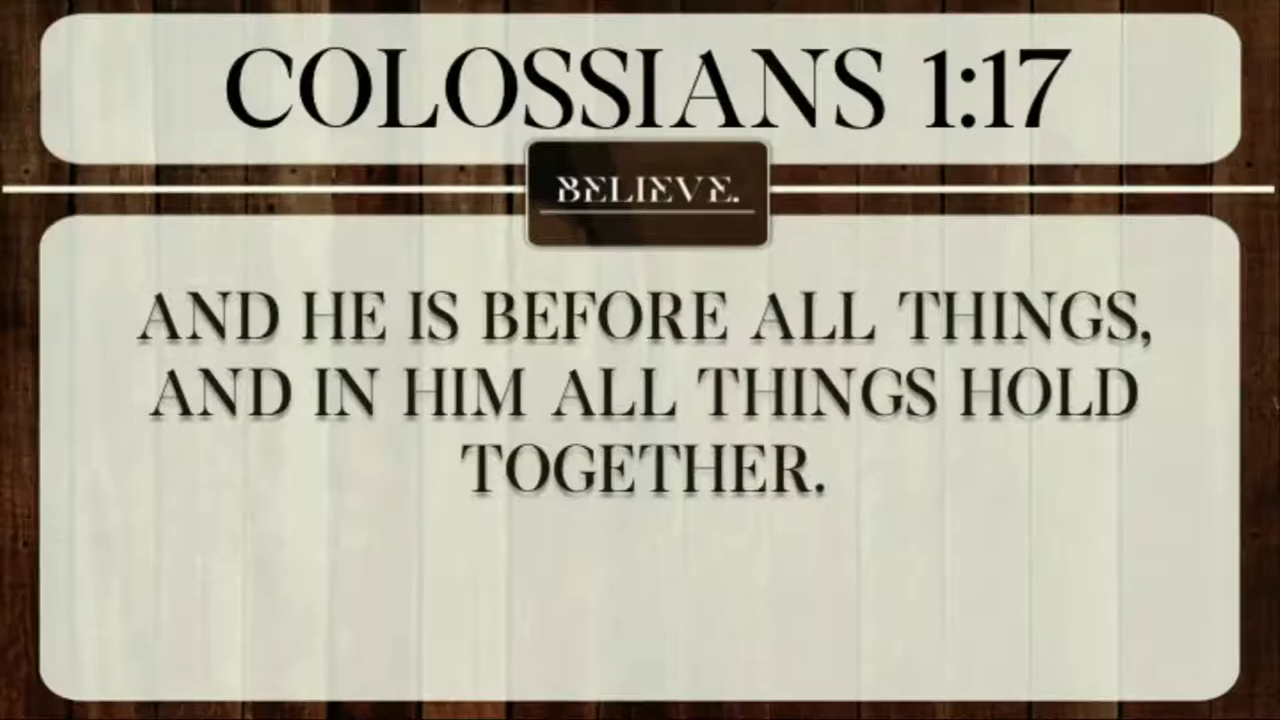 COLOSSIANS 1:17
BELIEVE.
AND HE IS BEFORE ALL THINGS,
AND IN HIM ALL THINGS HOLD
TOGETHER.